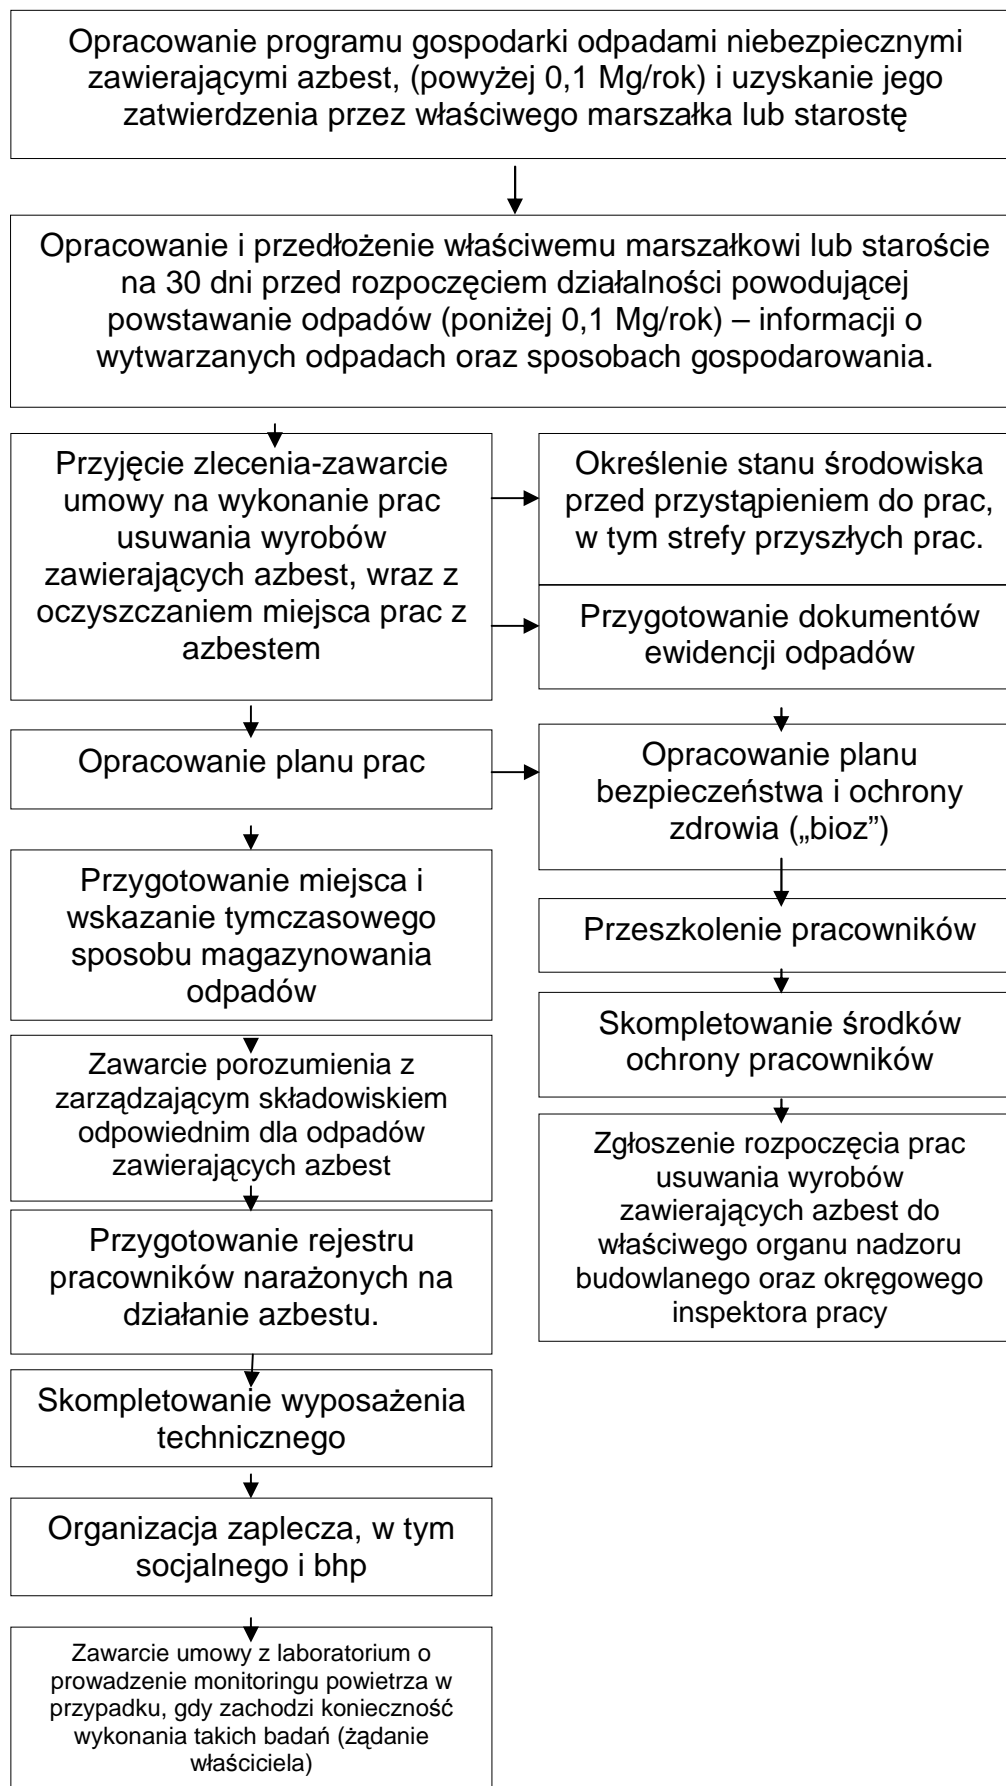 Opracowanie programu gospodarki odpadami niebezpiecznymi
zawierającymi azbest, (powyżej 0,1 Mg/rok) i uzyskanie jego
zatwierdzenia przez właściwego marszałka lub starostę
Opracowanie i przedłożenie właściwemu marszałkowi lub staroście
na 30 dni przed rozpoczęciem działalności powodującej
powstawanie odpadów (poniżej 0,1 Mg/rok) – informacji o
wytwarzanych odpadach oraz sposobach gospodarowania.
Przyjęcie zlecenia-zawarcie
umowy na wykonanie prac
usuwania wyrobów
zawierających azbest, wraz z
oczyszczaniem miejsca prac z
azbestem
Określenie stanu środowiska
przed przystąpieniem do prac,
w tym strefy przyszłych prac.
Przygotowanie dokumentów
ewidencji odpadów
Opracowanie planu prac
Opracowanie planu
bezpieczeństwa i ochrony
zdrowia („bioz”)
Przygotowanie miejsca i
wskazanie tymczasowego
sposobu magazynowania
odpadów
Przeszkolenie pracowników
Skompletowanie środków
ochrony pracowników
Zawarcie porozumienia z
zarządzającym składowiskiem
odpowiednim dla odpadów
zawierających azbest
Zgłoszenie rozpoczęcia prac
usuwania wyrobów
zawierających azbest do
właściwego organu nadzoru
budowlanego oraz okręgowego
inspektora pracy
Przygotowanie rejestru
pracowników narażonych na
działanie azbestu.
Skompletowanie wyposażenia
technicznego
Organizacja zaplecza, w tym
socjalnego i bhp
Zawarcie umowy z laboratorium o
prowadzenie monitoringu powietrza w
przypadku, gdy zachodzi konieczność
wykonania takich badań (żądanie
właściciela)